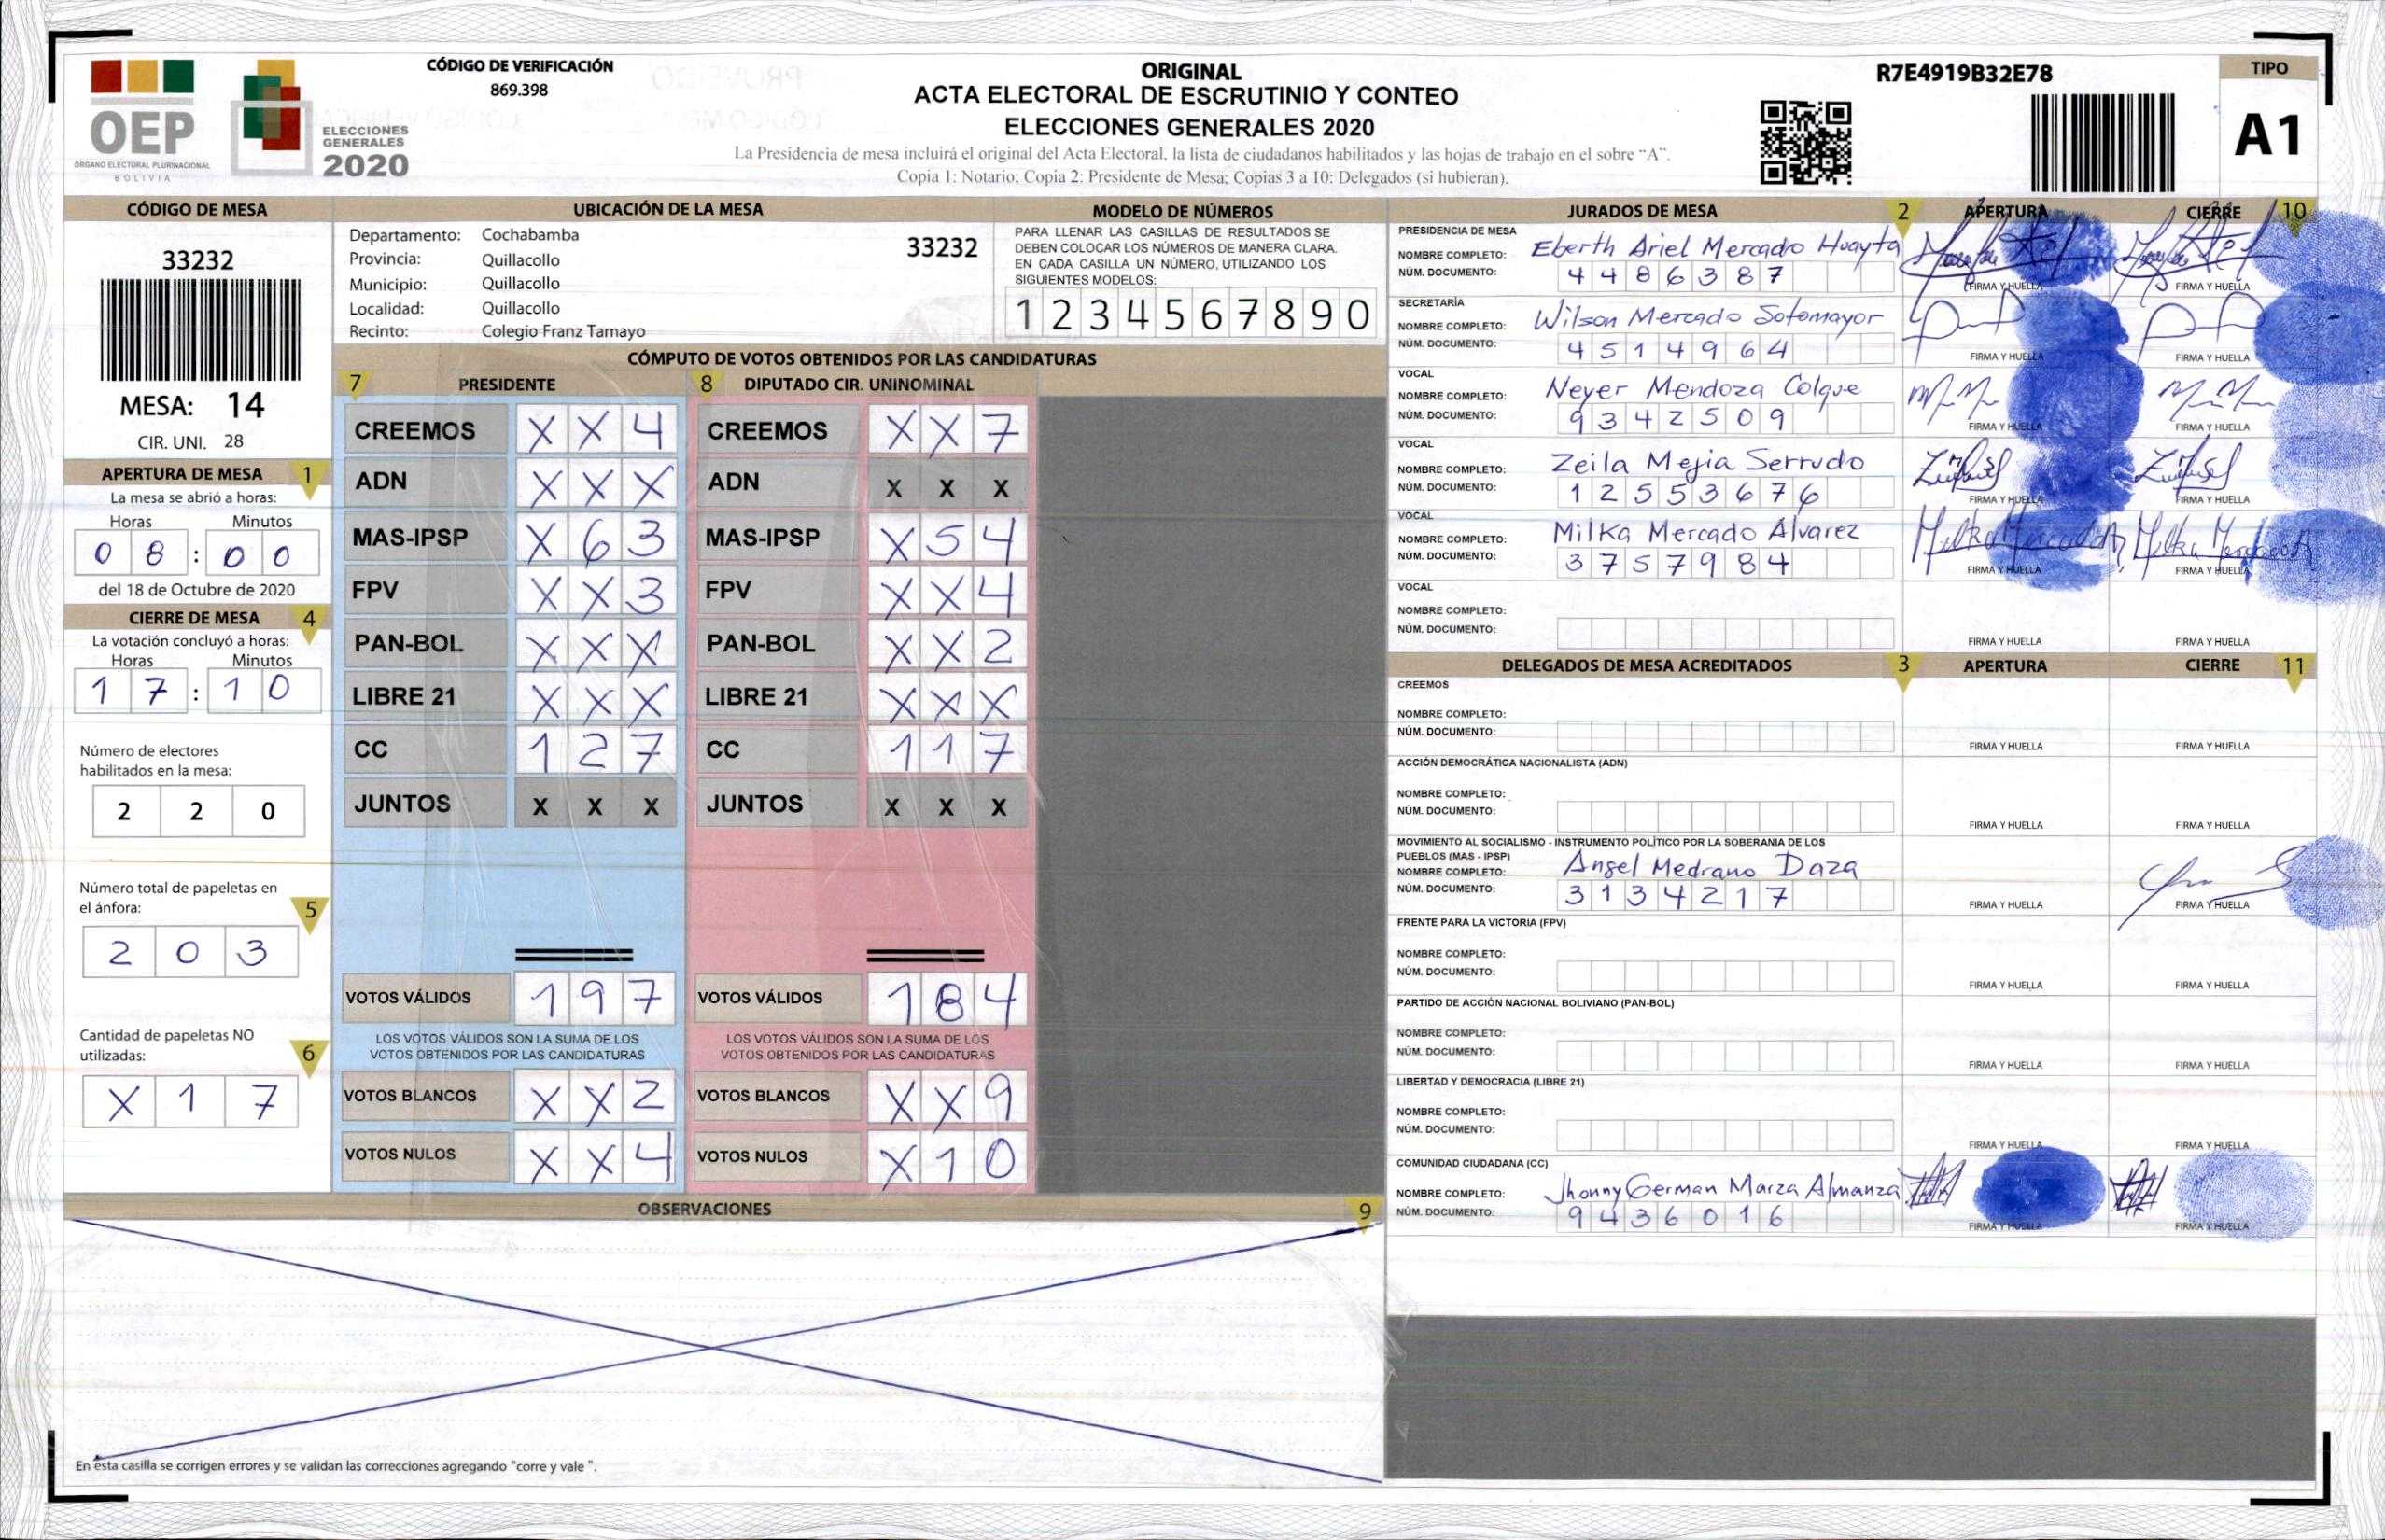 OEP
ÓRGANO ELECTORAL PLURINACIONAL
BOLIVIA
ELECCIONES
GENERALES
2020
CÓDIGO DE VERIFICACIÓN
869.398
ORIGINAL
ACTA ELECTORAL DE ESCRUTINIO Y CONTEO
ELECCIONES GENERALES 2020
La Presidencia de mesa incluirá el original del Acta Electoral, la lista de ciudadanos habilitados y las hojas de trabajo en el sobre "A".
Copia 1: Notario; Copia 2: Presidente de Mesa; Copias 3 a 10: Delegados (si hubieran).
R7E4919B32E78
TIPO
A1
CÓDIGO DE MESA
33232
MESA: 14
CIR. UNI. 28
APERTURA DE MESA 1
La mesa se abrió a horas:
Horas Minutos
0 8 : 0 0
del 18 de Octubre de 2020
CIERRE DE MESA 4
La votación concluyó a horas:
Horas Minutos
1 7 : 1 0
Número de electores
habilitados en la mesa:
2 2 0
Número total de papeletas en
el ánfora: 5
2 0 3
Cantidad de papeletas NO
utilizadas: 6
X 1 7
UBICACIÓN DE LA MESA
Departamento: Cochabamba
33232
Provincia: Quillacollo
Municipio: Quillacollo
Localidad: Quillacollo
Recinto: Colegio Franz Tamayo
MODELO DE NÚMEROS
PARA LLENAR LAS CASILLAS DE RESULTADOS SE
DEBEN COLOCAR LOS NÚMEROS DE MANERA CLARA.
EN CADA CASILLA UN NÚMERO, UTILIZANDO LOS
SIGUIENTES MODELOS:
1 2 3 4 5 6 7 8 9 0
CÓMPUTO DE VOTOS OBTENIDOS POR LAS CANDIDATURAS
7 PRESIDENTE
CREEMOS X X 4
ADN X X X
MAS-IPSP X 6 3
FPV X X 3
PAN-BOL X X X
LIBRE 21 X X X
CC 1 2 7
JUNTOS X X X
VOTOS VÁLIDOS 1 9 7
LOS VOTOS VÁLIDOS SON LA SUMA DE LOS
VOTOS OBTENIDOS POR LAS CANDIDATURAS
VOTOS BLANCOS X X 2
VOTOS NULOS X X 4
8 DIPUTADO CIR. UNINOMINAL
CREEMOS X X 7
ADN X X X
MAS-IPSP X 5 4
FPV X X 4
PAN-BOL X X 2
LIBRE 21 X X X
CC 1 1 7
JUNTOS X X X
VOTOS VÁLIDOS 1 8 4
LOS VOTOS VÁLIDOS SON LA SUMA DE LOS
VOTOS OBTENIDOS POR LAS CANDIDATURAS
VOTOS BLANCOS X X 9
VOTOS NULOS X 1 0
OBSERVACIONES 9
En esta casilla se corrigen errores y se validan las correcciones agregando "corre y vale ".
JURADOS DE MESA 2 APERTURA CIERRE 10
PRESIDENCIA DE MESA
NOMBRE COMPLETO: Eberth Ariel Mercado Huayta
NÚM. DOCUMENTO: 4 4 8 6 3 8 7
FIRMA Y HUELLA FIRMA Y HUELLA
SECRETARÍA
NOMBRE COMPLETO: Wilson Mercado Sotomayor
NÚM. DOCUMENTO: 4 5 1 4 9 6 4
FIRMA Y HUELLA FIRMA Y HUELLA
VOCAL
NOMBRE COMPLETO: Neyer Mendoza Colque
NÚM. DOCUMENTO: 9 3 4 2 5 0 9
FIRMA Y HUELLA FIRMA Y HUELLA
VOCAL
NOMBRE COMPLETO: Zeila Mejia Serrudo
NÚM. DOCUMENTO: 1 2 5 5 3 6 7 6
FIRMA Y HUELLA FIRMA Y HUELLA
VOCAL
NOMBRE COMPLETO: Milka Mercado Álvarez
NÚM. DOCUMENTO: 3 7 5 7 9 8 4
FIRMA Y HUELLA FIRMA Y HUELLA
VOCAL
NOMBRE COMPLETO:
NÚM. DOCUMENTO:
FIRMA Y HUELLA FIRMA Y HUELLA
DELEGADOS DE MESA ACREDITADOS 3 APERTURA CIERRE 11
CREEMOS
NOMBRE COMPLETO:
NÚM. DOCUMENTO:
FIRMA Y HUELLA FIRMA Y HUELLA
ACCIÓN DEMOCRÁTICA NACIONALISTA (ADN)
NOMBRE COMPLETO:
NÚM. DOCUMENTO:
FIRMA Y HUELLA FIRMA Y HUELLA
MOVIMIENTO AL SOCIALISMO - INSTRUMENTO POLÍTICO POR LA SOBERANIA DE LOS
PUEBLOS (MAS - IPSP)
NOMBRE COMPLETO: Angel Medrano Daza
NÚM. DOCUMENTO: 3 1 3 4 2 1 7
FIRMA Y HUELLA FIRMA Y HUELLA
FRENTE PARA LA VICTORIA (FPV)
NOMBRE COMPLETO:
NÚM. DOCUMENTO:
FIRMA Y HUELLA FIRMA Y HUELLA
PARTIDO DE ACCIÓN NACIONAL BOLIVIANO (PAN-BOL)
NOMBRE COMPLETO:
NÚM. DOCUMENTO:
FIRMA Y HUELLA FIRMA Y HUELLA
LIBERTAD Y DEMOCRACIA (LIBRE 21)
NOMBRE COMPLETO:
NÚM. DOCUMENTO:
FIRMA Y HUELLA FIRMA Y HUELLA
COMUNIDAD CIUDADANA (CC)
NOMBRE COMPLETO: Jhonny German Marza Almanza
NÚM. DOCUMENTO: 9 4 3 6 0 1 6
FIRMA Y HUELLA FIRMA Y HUELLA